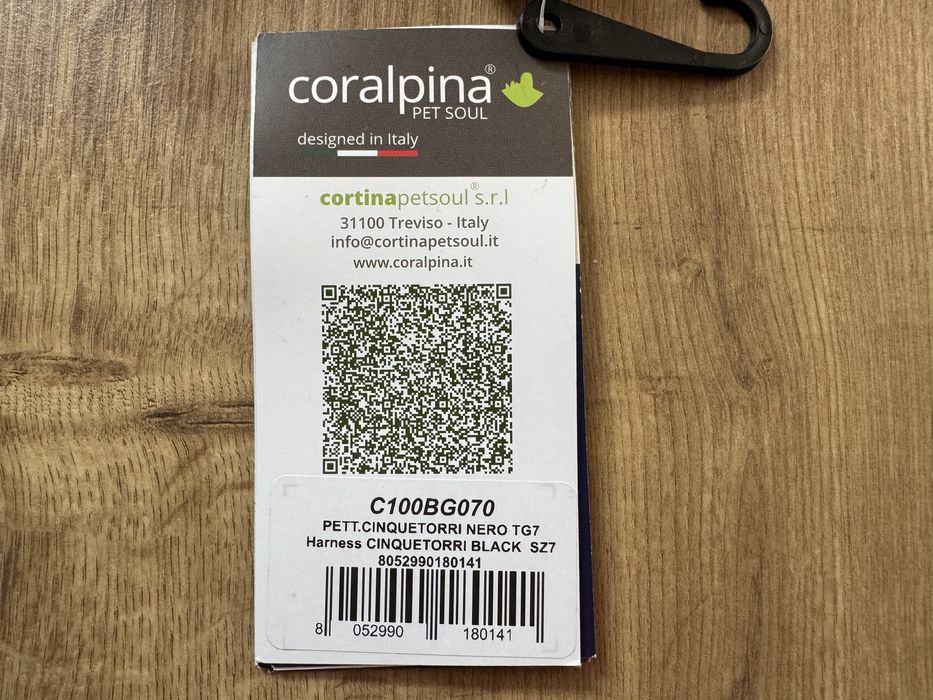 coralpina®
PET SOUL
designed in Italy
cortinapetsoul® s.r.l
31100 Treviso - Italy
info@cortinapetsoul.it
www.coralpina.it
C100BG070
PETT.CINQUETORRI NERO TG7
Harness CINQUETORRI BLACK SZ7
8052990180141
8 052990 180141